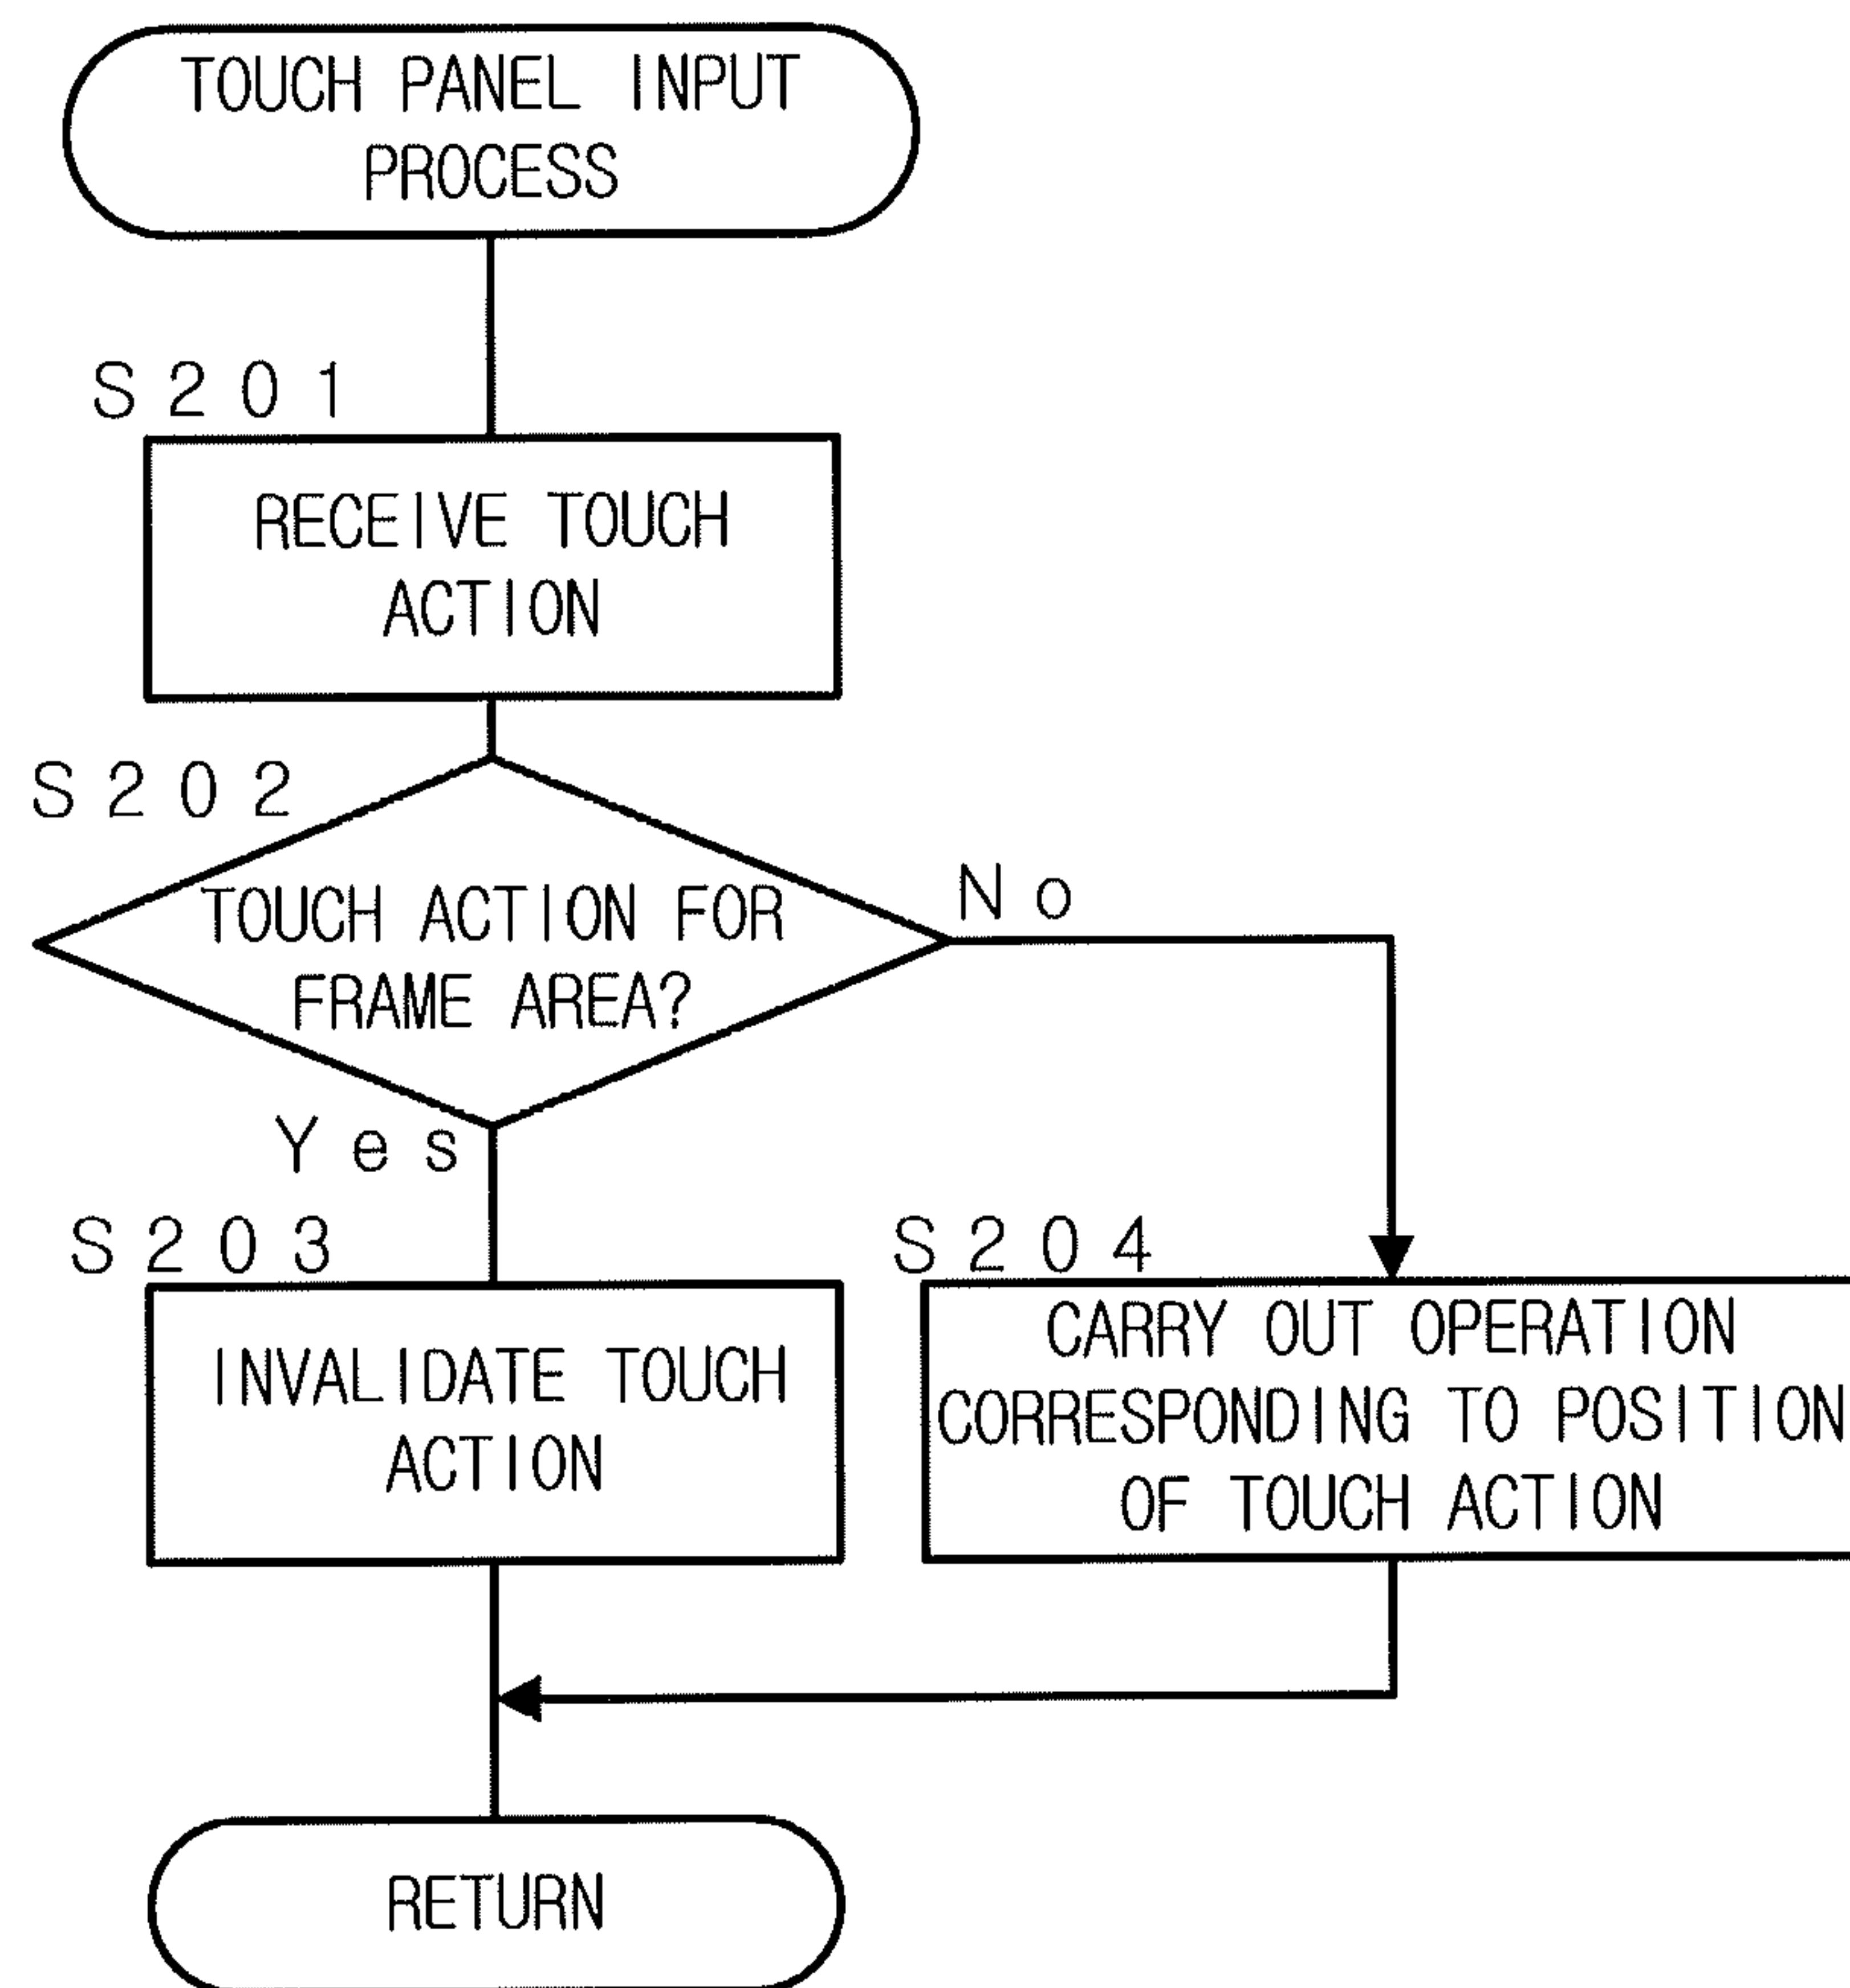 TOUCH PANEL INPUT
PROCESS
S201
RECEIVE TOUCH
ACTION
S202
TOUCH ACTION FOR
FRAME AREA?
No
Yes
S203
INVALIDATE TOUCH
ACTION
S204
CARRY OUT OPERATION
CORRESPONDING TO POSITION
OF TOUCH ACTION
RETURN